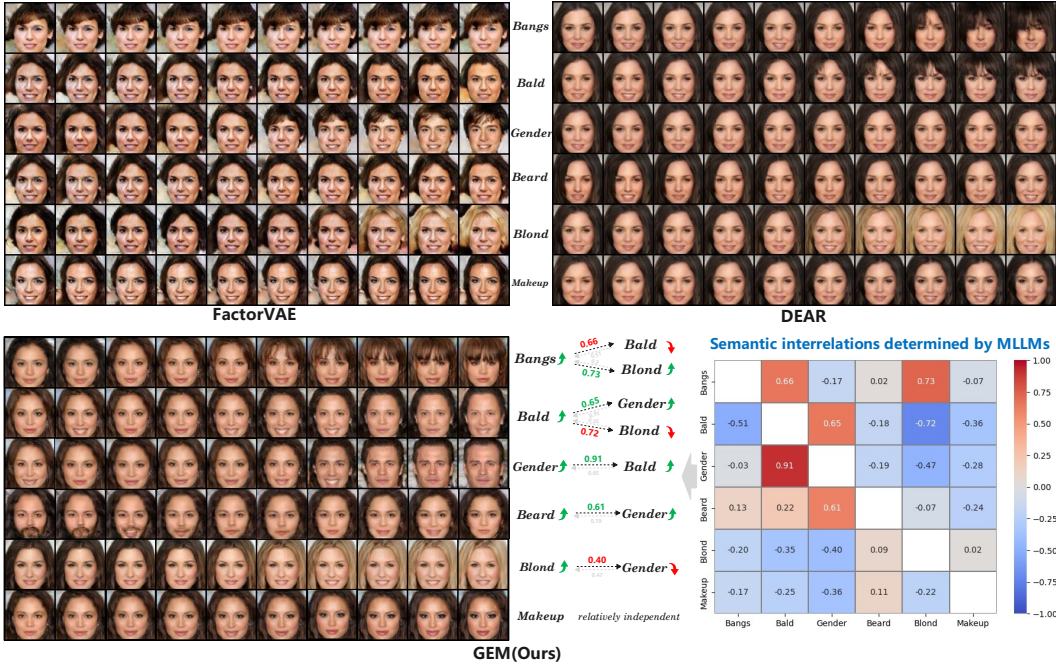 Bangs
Bald
Gender
Beard
Blond
Makeup
FactorVAE
DEAR
Bangs
0.66
Bald
0.73
Blond
Bald
0.65
Gender
0.72
Blond
Gender
0.91
Bald
Beard
0.61
Gender
Blond
0.40
Gender
Makeup
relatively independent
GEM(Ours)
Semantic interrelations determined by MLLMs
Bangs
0.66
-0.17
0.02
0.73
-0.07
Bald
-0.51
0.65
-0.18
-0.72
-0.36
Gender
-0.03
0.91
-0.19
-0.47
-0.28
Beard
0.13
0.22
0.61
-0.07
-0.24
Blond
-0.20
-0.35
-0.40
0.09
0.02
Makeup
-0.17
-0.25
-0.36
0.11
-0.22
Bangs
Bald
Gender
Beard
Blond
Makeup
1.00
0.75
0.50
0.25
0.00
−0.25
−0.50
−0.75
−1.00